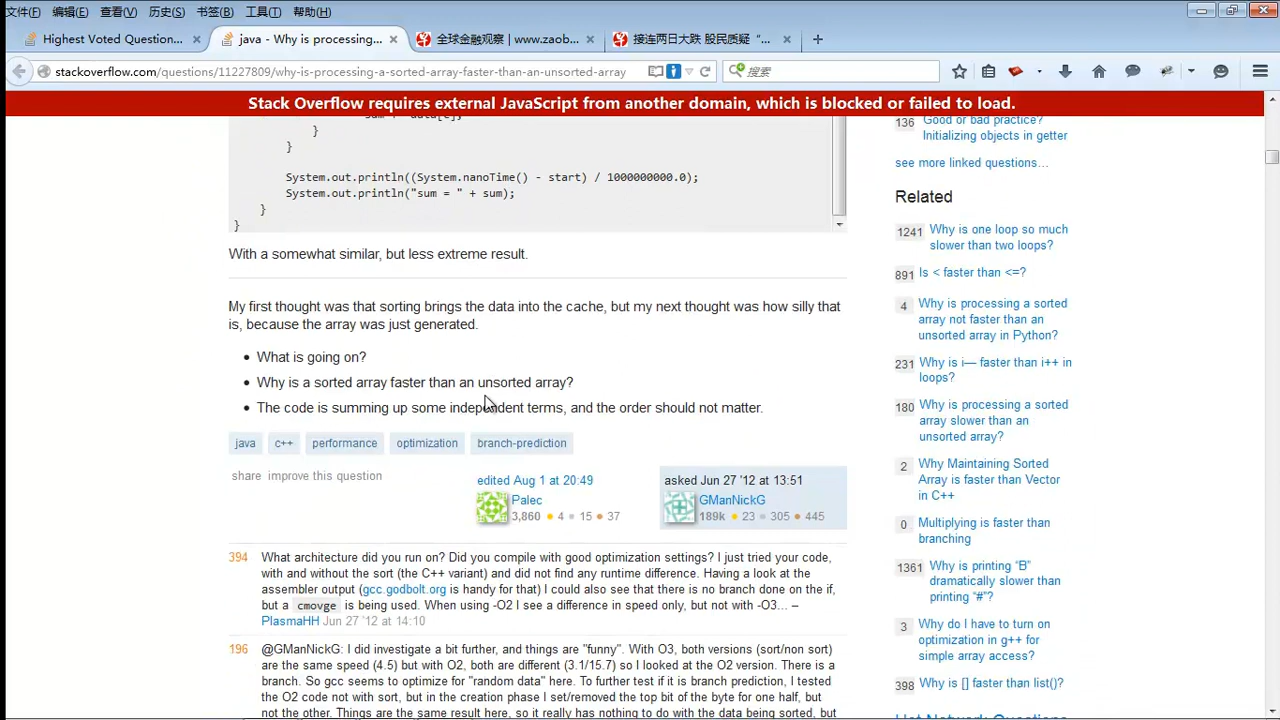 文件(F) 编辑(E) 查看(V) 历史(S) 书签(B) 工具(T) 帮助(H)
Highest Voted Question... × java - Why is processing... × 全球金融观察 | www.zaob... × 接连两日大跌 股民质疑“... × +
stackoverflow.com/questions/11227809/why-is-processing-a-sorted-array-faster-than-an-unsorted-array 搜索
Stack Overflow requires external JavaScript from another domain, which is blocked or failed to load.
}
}
System.out.println((System.nanoTime() - start) / 1000000000.0);
System.out.println("sum = " + sum);
}
}
With a somewhat similar, but less extreme result.
My first thought was that sorting brings the data into the cache, but my next thought was how silly that
is, because the array was just generated.
• What is going on?
• Why is a sorted array faster than an unsorted array?
• The code is summing up some independent terms, and the order should not matter.
java c++ performance optimization branch-prediction
share improve this question
edited Aug 1 at 20:49
Palec
3,860 4 15 37
asked Jun 27 '12 at 13:51
GManNickG
189k 23 305 445
394 What architecture did you run on? Did you compile with good optimization settings? I just tried your code,
with and without the sort (the C++ variant) and did not find any runtime difference. Having a look at the
assembler output (gcc.godbolt.org is handy for that) I could also see that there is no branch done on the if,
but a cmovge is being used. When using -O2 I see a difference in speed only, but not with -O3... –
PlasmaHH Jun 27 '12 at 14:10
196 @GManNickG: I did investigate a bit further, and things are "funny". With O3, both versions (sort/non sort)
are the same speed (4.5) but with O2, both are different (3.1/15.7) so I looked at the O2 version. There is a
branch. So gcc seems to optimize for "random data" here. To further test if it is branch prediction, I tested
the O2 code not with sort, but in the creation phase I set/removed the top bit of the byte for one half, but
not the other. Things are the same result here, so it really has nothing to do with the data being sorted, but
136 Good or bad practice?
Initializing objects in getter
see more linked questions…
Related
1241 Why is one loop so much
slower than two loops?
891 Is < faster than <=?
4 Why is processing a sorted
array not faster than an
unsorted array in Python?
231 Why is i— faster than i++ in
loops?
180 Why is processing a sorted
array slower than an
unsorted array?
2 Why Maintaining Sorted
Array is faster than Vector
in C++
0 Multiplying is faster than
branching
1361 Why is printing “B”
dramatically slower than
printing “#”?
3 Why do I have to turn on
optimization in g++ for
simple array access?
398 Why is [] faster than list()?
Hot Network Questions